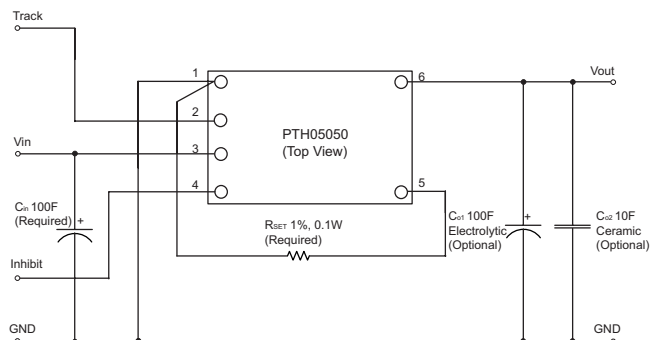 Track
1
6
Vout
2
PTH05050
(Top View)
Vin
3
4
5
Cin 100F
(Required)
+
RSET 1%, 0.1W
(Required)
Co1 100F
+
Electrolytic
(Optional)
Co2 10F
Ceramic
(Optional)
Inhibit
GND
GND